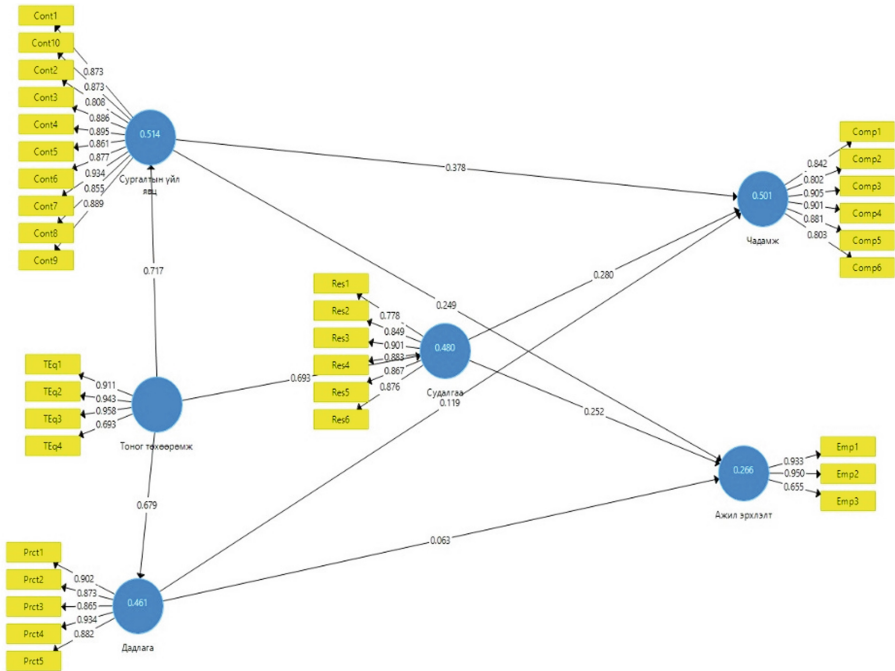 Cont1
Cont10
Cont2
Cont3
Cont4
Cont5
Cont6
Cont7
Cont8
Cont9
0.873
0.873
0.808
0.886
0.895
0.861
0.877
0.934
0.855
0.889
0.514
Сургалтын үйл
явц
0.378
0.717
0.249
Comp1
Comp2
Comp3
Comp4
Comp5
Comp6
0.842
0.802
0.905
0.901
0.881
0.803
0.501
Чадамж
0.280
Res1
Res2
Res3
Res4
Res5
Res6
0.778
0.849
0.901
0.883
0.867
0.876
0.480
Судалгаа
0.693
0.119
0.252
TEq1
TEq2
TEq3
TEq4
0.911
0.943
0.958
0.693
Тоног төхөөрөмж
0.679
Emp1
Emp2
Emp3
0.933
0.950
0.655
0.266
Ажил эрхлэлт
0.063
Prct1
Prct2
Prct3
Prct4
Prct5
0.902
0.873
0.865
0.934
0.882
0.461
Дадлага